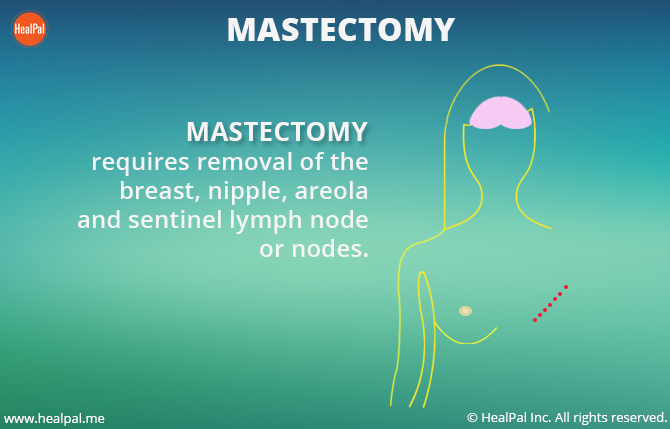 HealPal
MASTECTOMY
MASTECTOMY
requires removal of the
breast, nipple, areola
and sentinel lymph node
or nodes.
www.healpal.me
© HealPal Inc. All rights reserved.